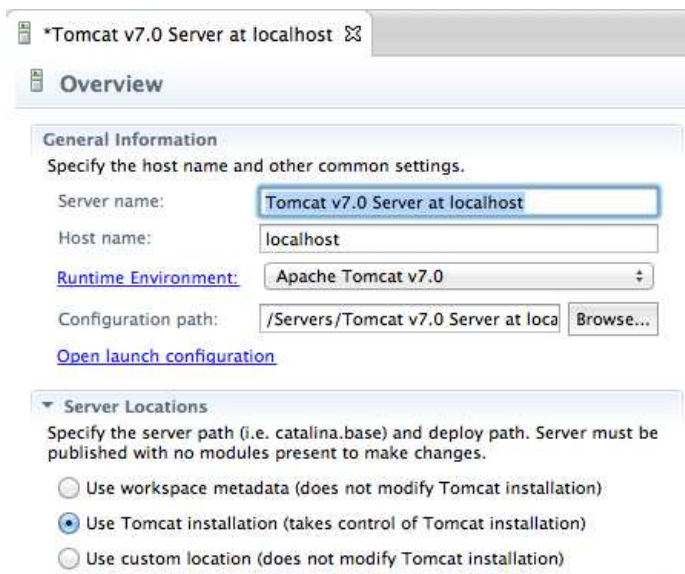 *Tomcat v7.0 Server at localhost
Overview
General Information
Specify the host name and other common settings.
Server name: Tomcat v7.0 Server at localhost
Host name: localhost
Runtime Environment: Apache Tomcat v7.0
Configuration path: /Servers/Tomcat v7.0 Server at loca Browse...
Open launch configuration
Server Locations
Specify the server path (i.e. catalina.base) and deploy path. Server must be
published with no modules present to make changes.
Use workspace metadata (does not modify Tomcat installation)
Use Tomcat installation (takes control of Tomcat installation)
Use custom location (does not modify Tomcat installation)